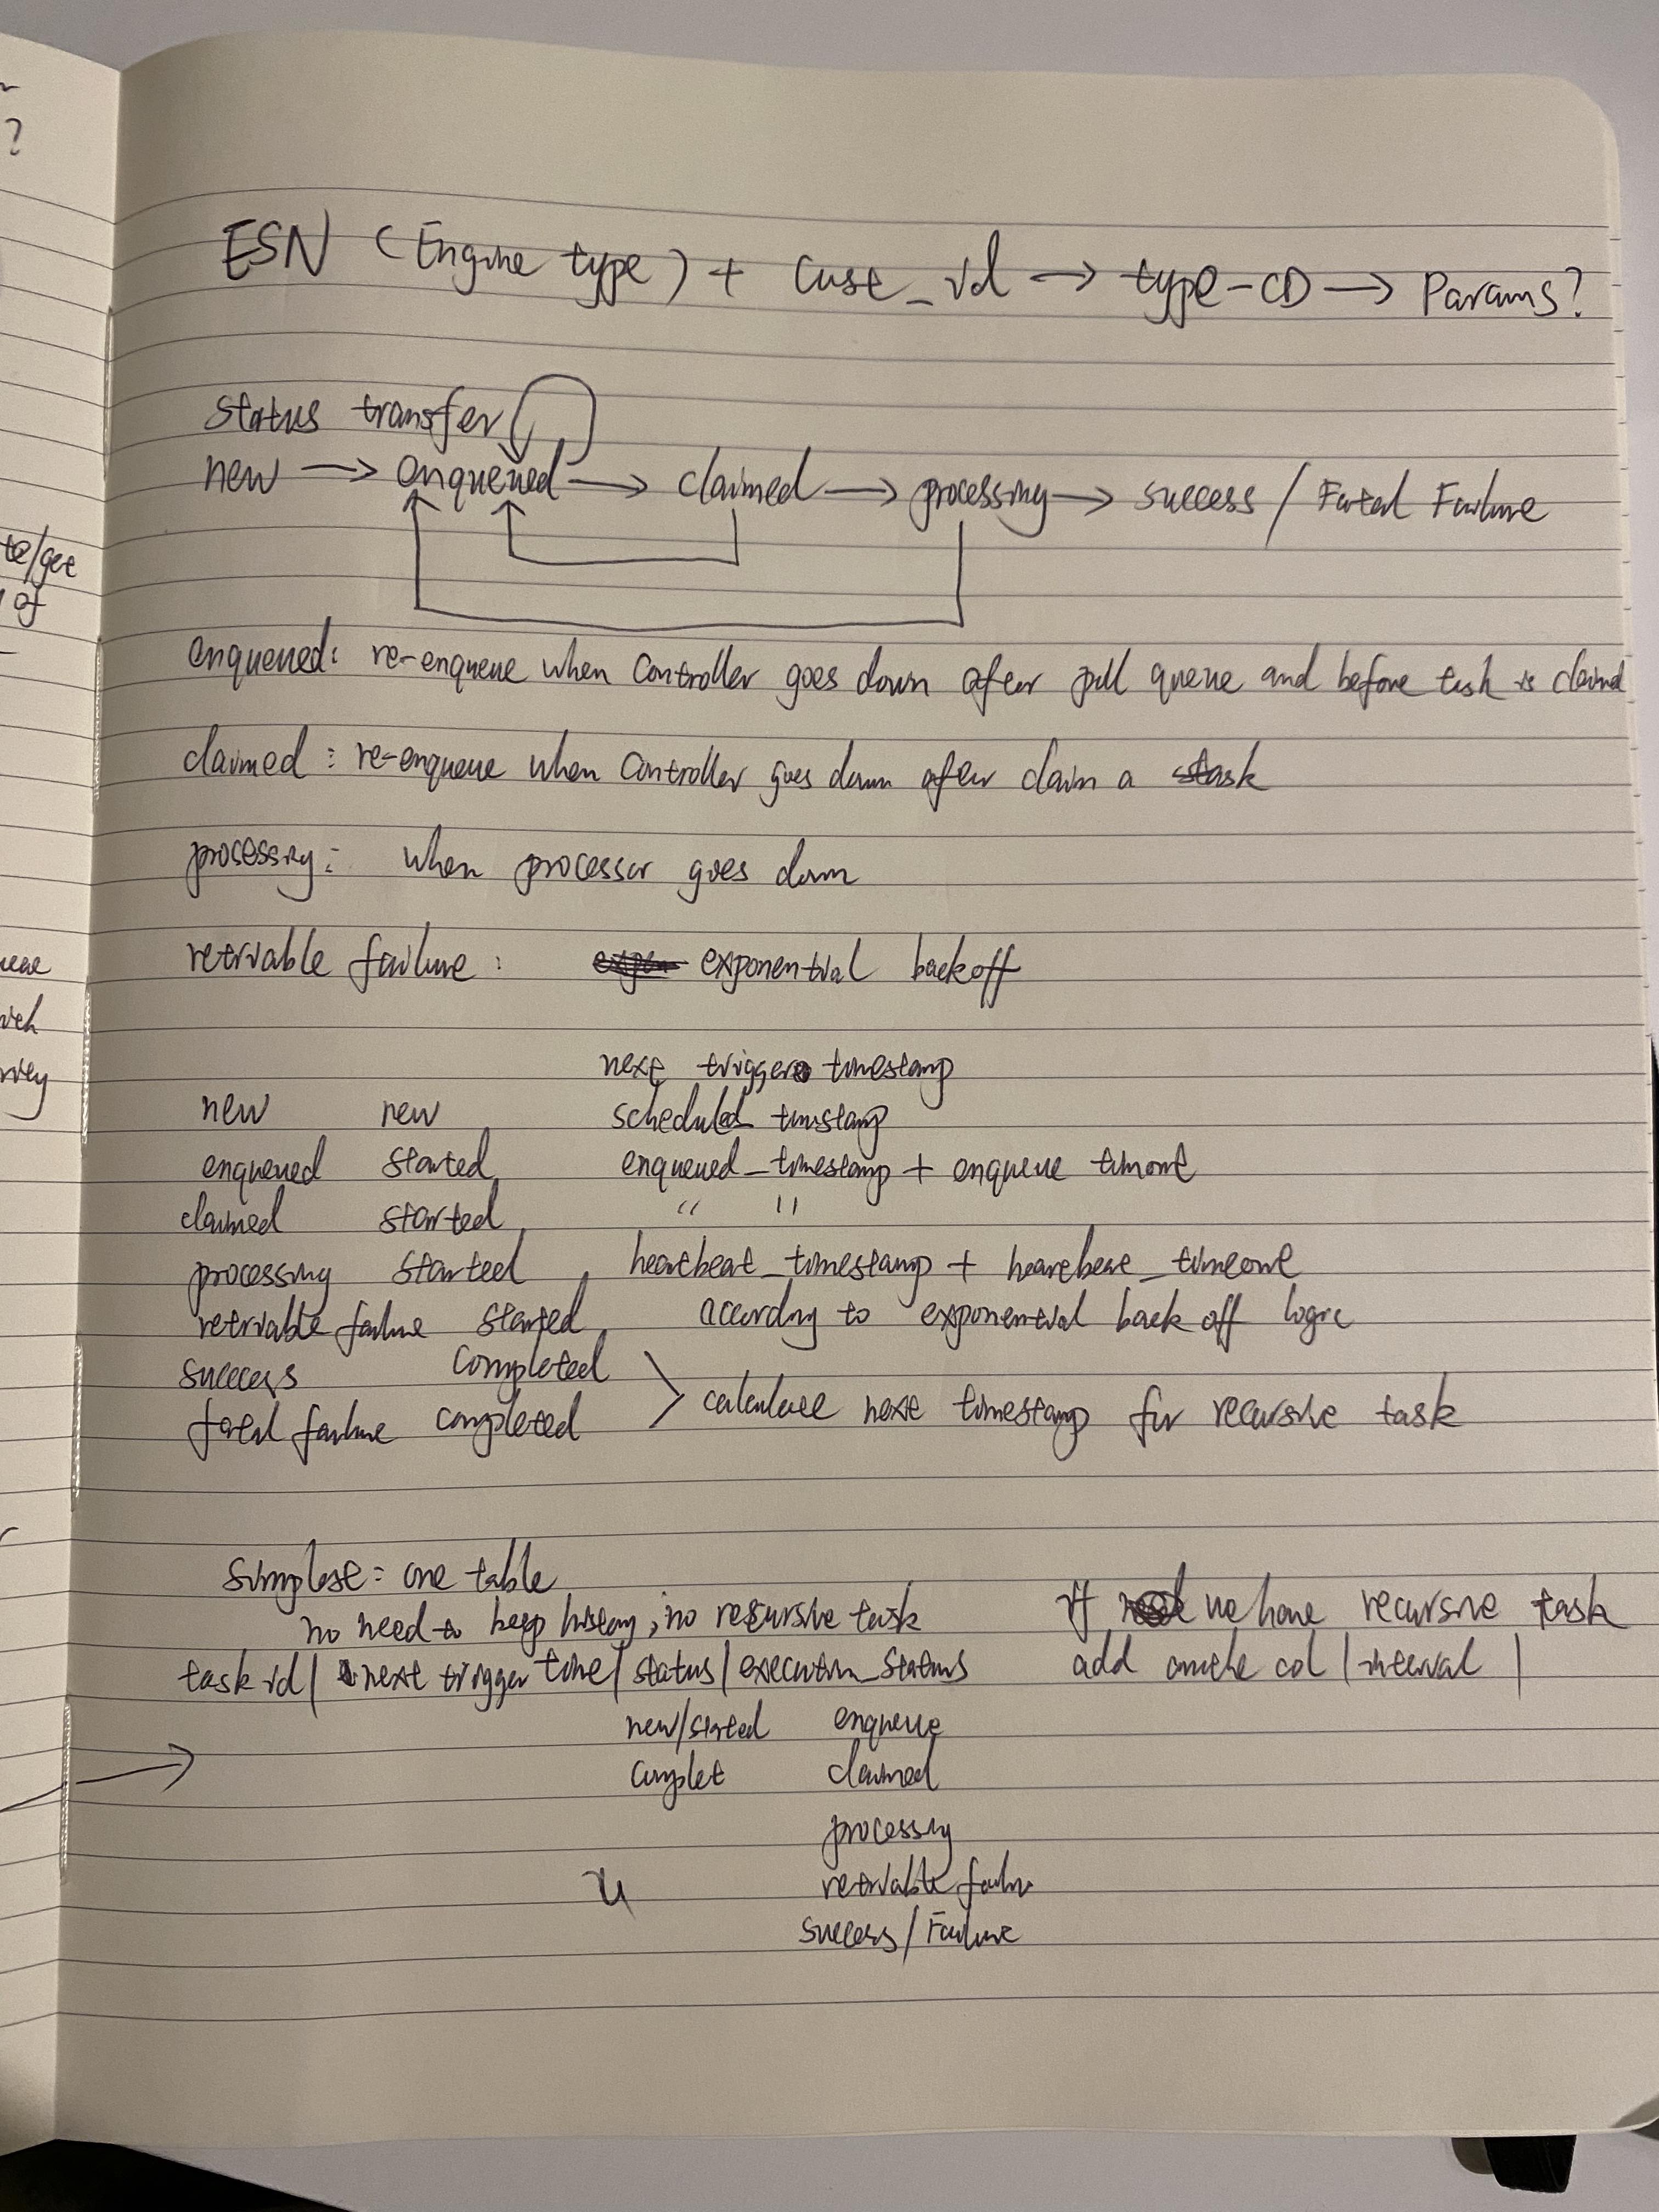 ?
te/get
of
ESN (Engine type) + Cust_id → type-CD → Params?
Status transfer
new → enqueued → claimed → processing → success / Fatal Failure
enqueued: re-enqueue when Controller goes down after pull queue and before task is claimed
claimed: re-enqueue when Controller goes down after claim a task
processing: when processor goes down
retriable failure: exponential backoff
next trigger timestamp
new new scheduled timestamp
enqueued started enqueued_timestamp + enqueue timeout
claimed started " "
processing started, heartbeat_timestamp + heartbeat_timeout
retriable failure started, according to exponential back off logic
success completed
fatal failure completed > calculate next timestamp for recursive task
Simplest: one table
no need to keep history, no recursive task
task id | next trigger time | status | execution_status
new/started enqueue
complet claimed
processing
retriable failure
success / Failure
if we have recursive task
add another col | interval |